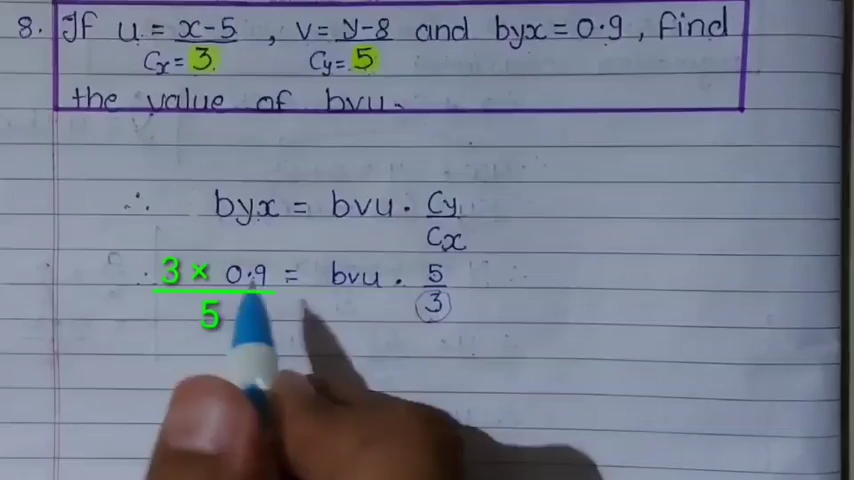 8. If u = x-5 , v = y-8 and byx = 0.9, find
Cx = 3 Cy = 5
the value of bvu.
∴ byx = bvu · Cy
Cx
∴ 3 × 0.9 = bvu · 5
5 3